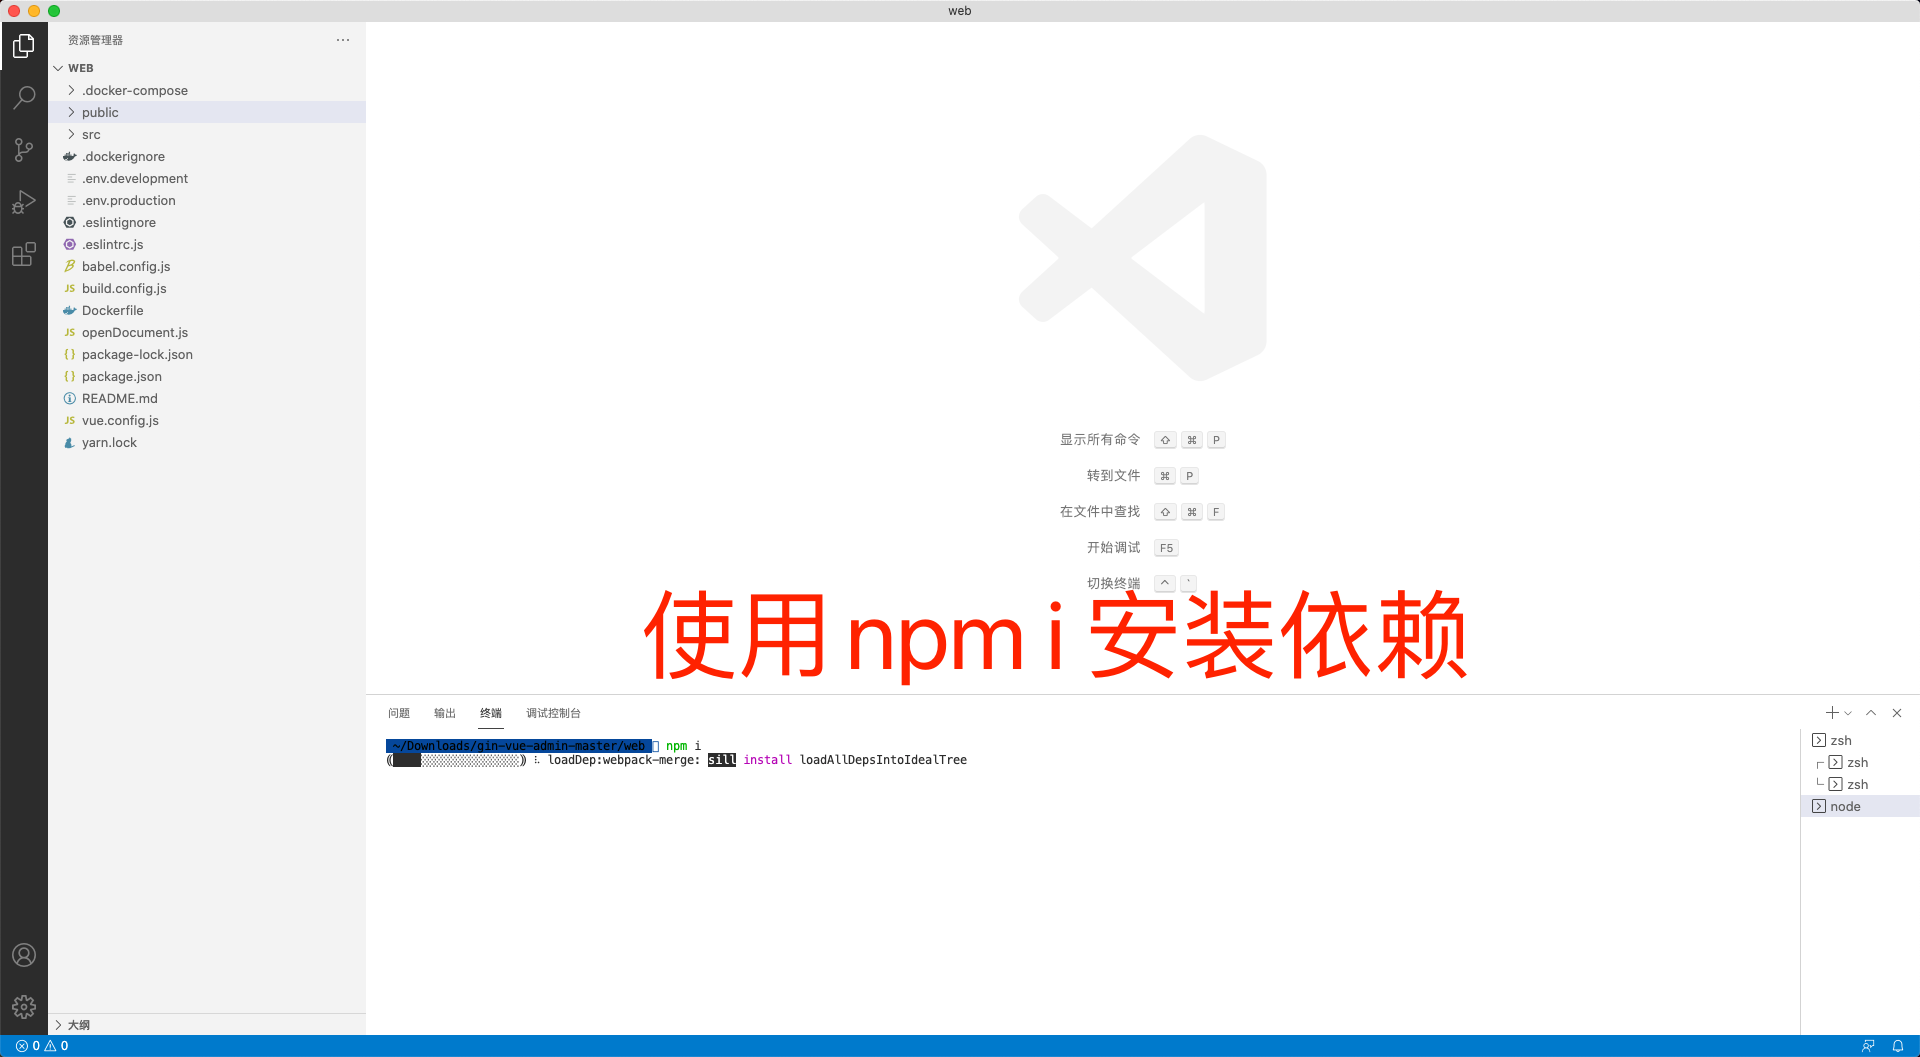 web
资源管理器
WEB
.docker-compose
public
src
.dockerignore
.env.development
.env.production
.eslintignore
.eslintrc.js
babel.config.js
build.config.js
Dockerfile
openDocument.js
package-lock.json
package.json
README.md
vue.config.js
yarn.lock
大纲
显示所有命令 ⇧ ⌘ P
转到文件 ⌘ P
在文件中查找 ⇧ ⌘ F
开始调试 F5
切换终端 ^ `
使用 npm i 安装依赖
问题 输出 终端 调试控制台
~/Downloads/gin-vue-admin-master/web npm i
loadDep:webpack-merge: sill install loadAllDepsIntoIdealTree
zsh
zsh
zsh
node
0 0